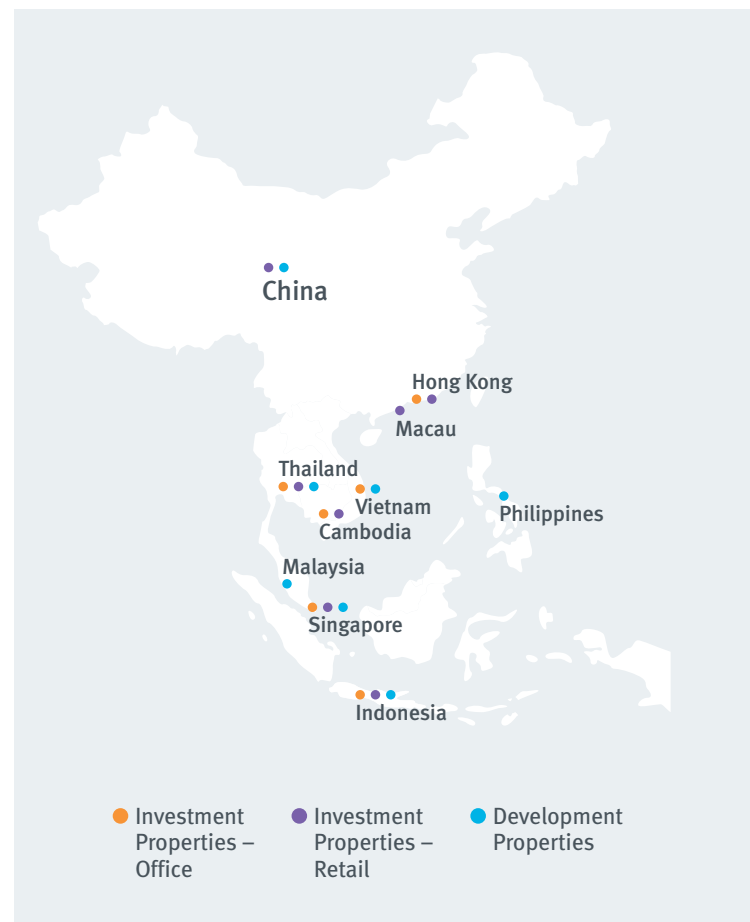 China
Hong Kong
Macau
Thailand
Vietnam
Cambodia
Philippines
Malaysia
Singapore
Indonesia
Investment
Properties –
Office
Investment
Properties –
Retail
Development
Properties